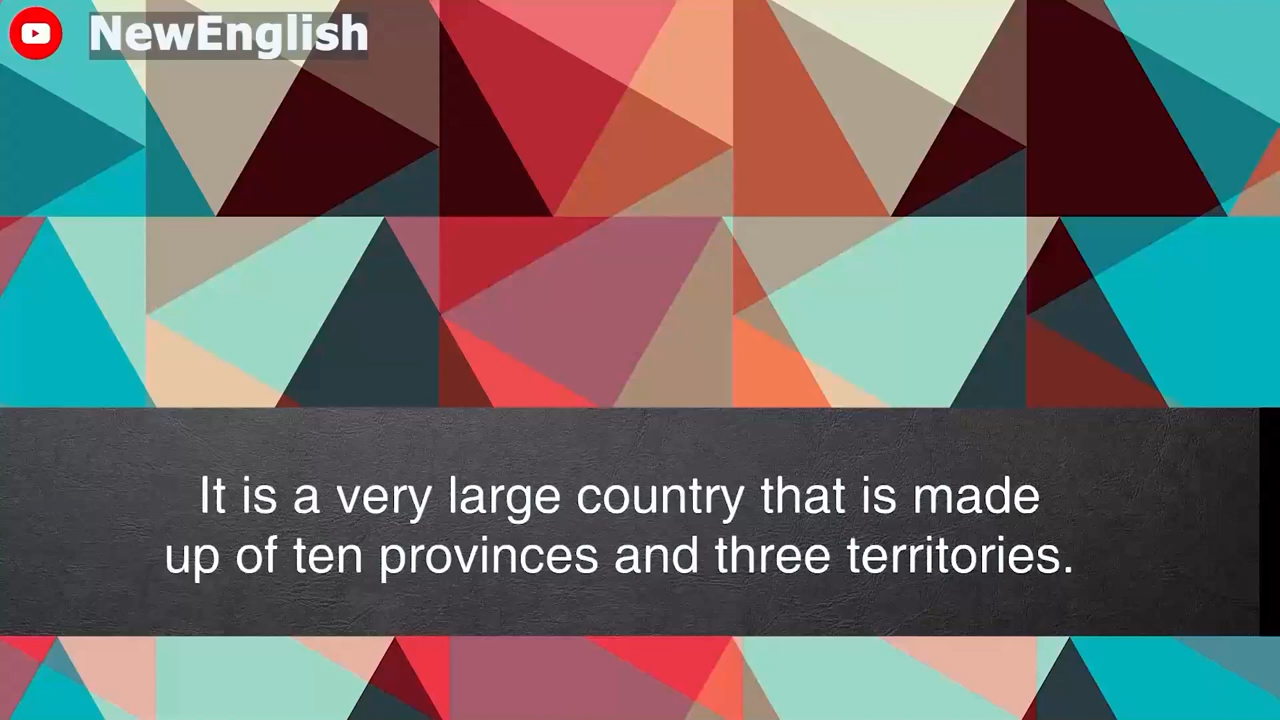 NewEnglish
It is a very large country that is made
up of ten provinces and three territories.